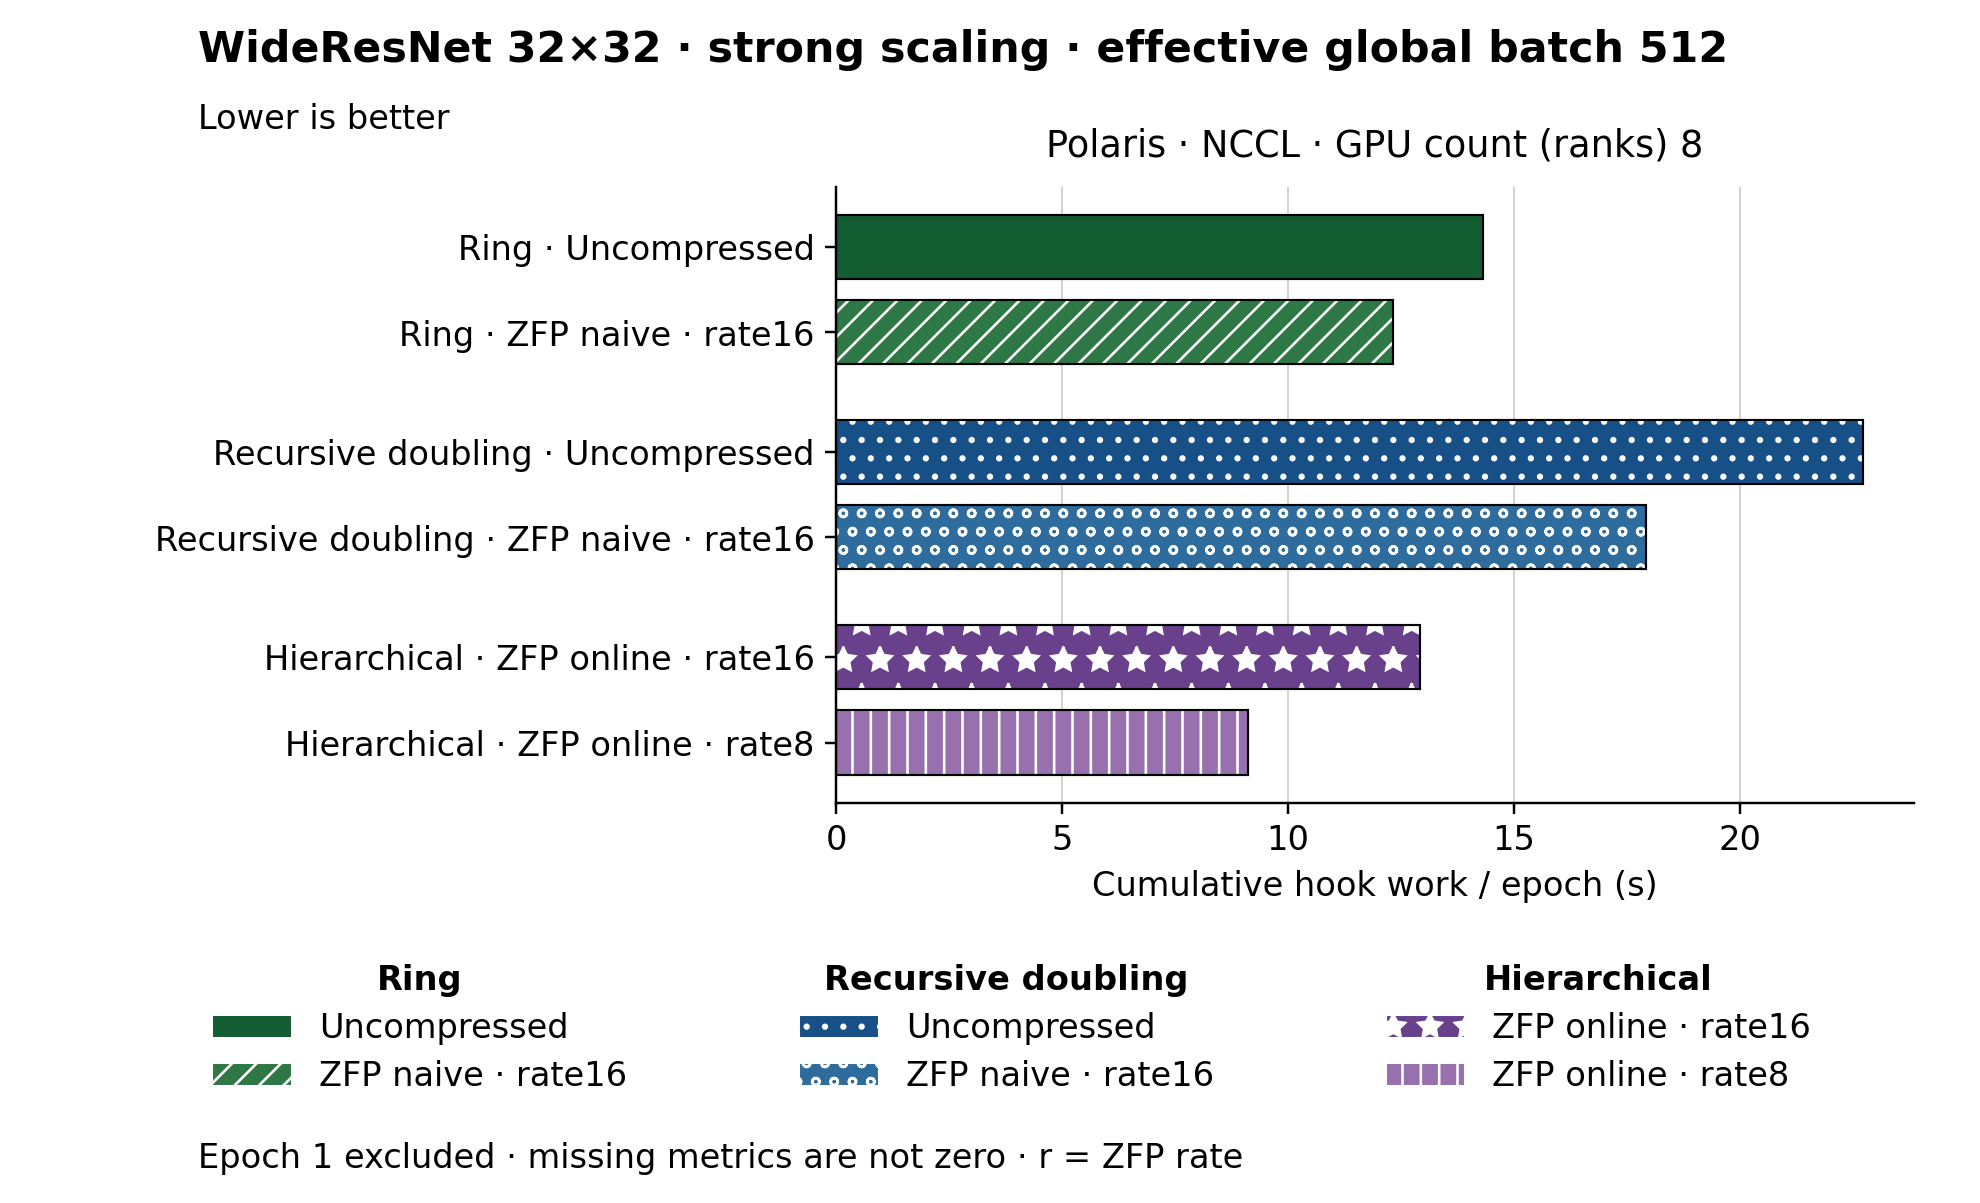 WideResNet 32×32 · strong scaling · effective global batch 512
Lower is better
Polaris · NCCL · GPU count (ranks) 8
Ring · Uncompressed
Ring · ZFP naive · rate16
Recursive doubling · Uncompressed
Recursive doubling · ZFP naive · rate16
Hierarchical · ZFP online · rate16
Hierarchical · ZFP online · rate8
0 5 10 15 20
Cumulative hook work / epoch (s)
Ring
Uncompressed
ZFP naive · rate16
Recursive doubling
Uncompressed
ZFP naive · rate16
Hierarchical
ZFP online · rate16
ZFP online · rate8
Epoch 1 excluded · missing metrics are not zero · r = ZFP rate